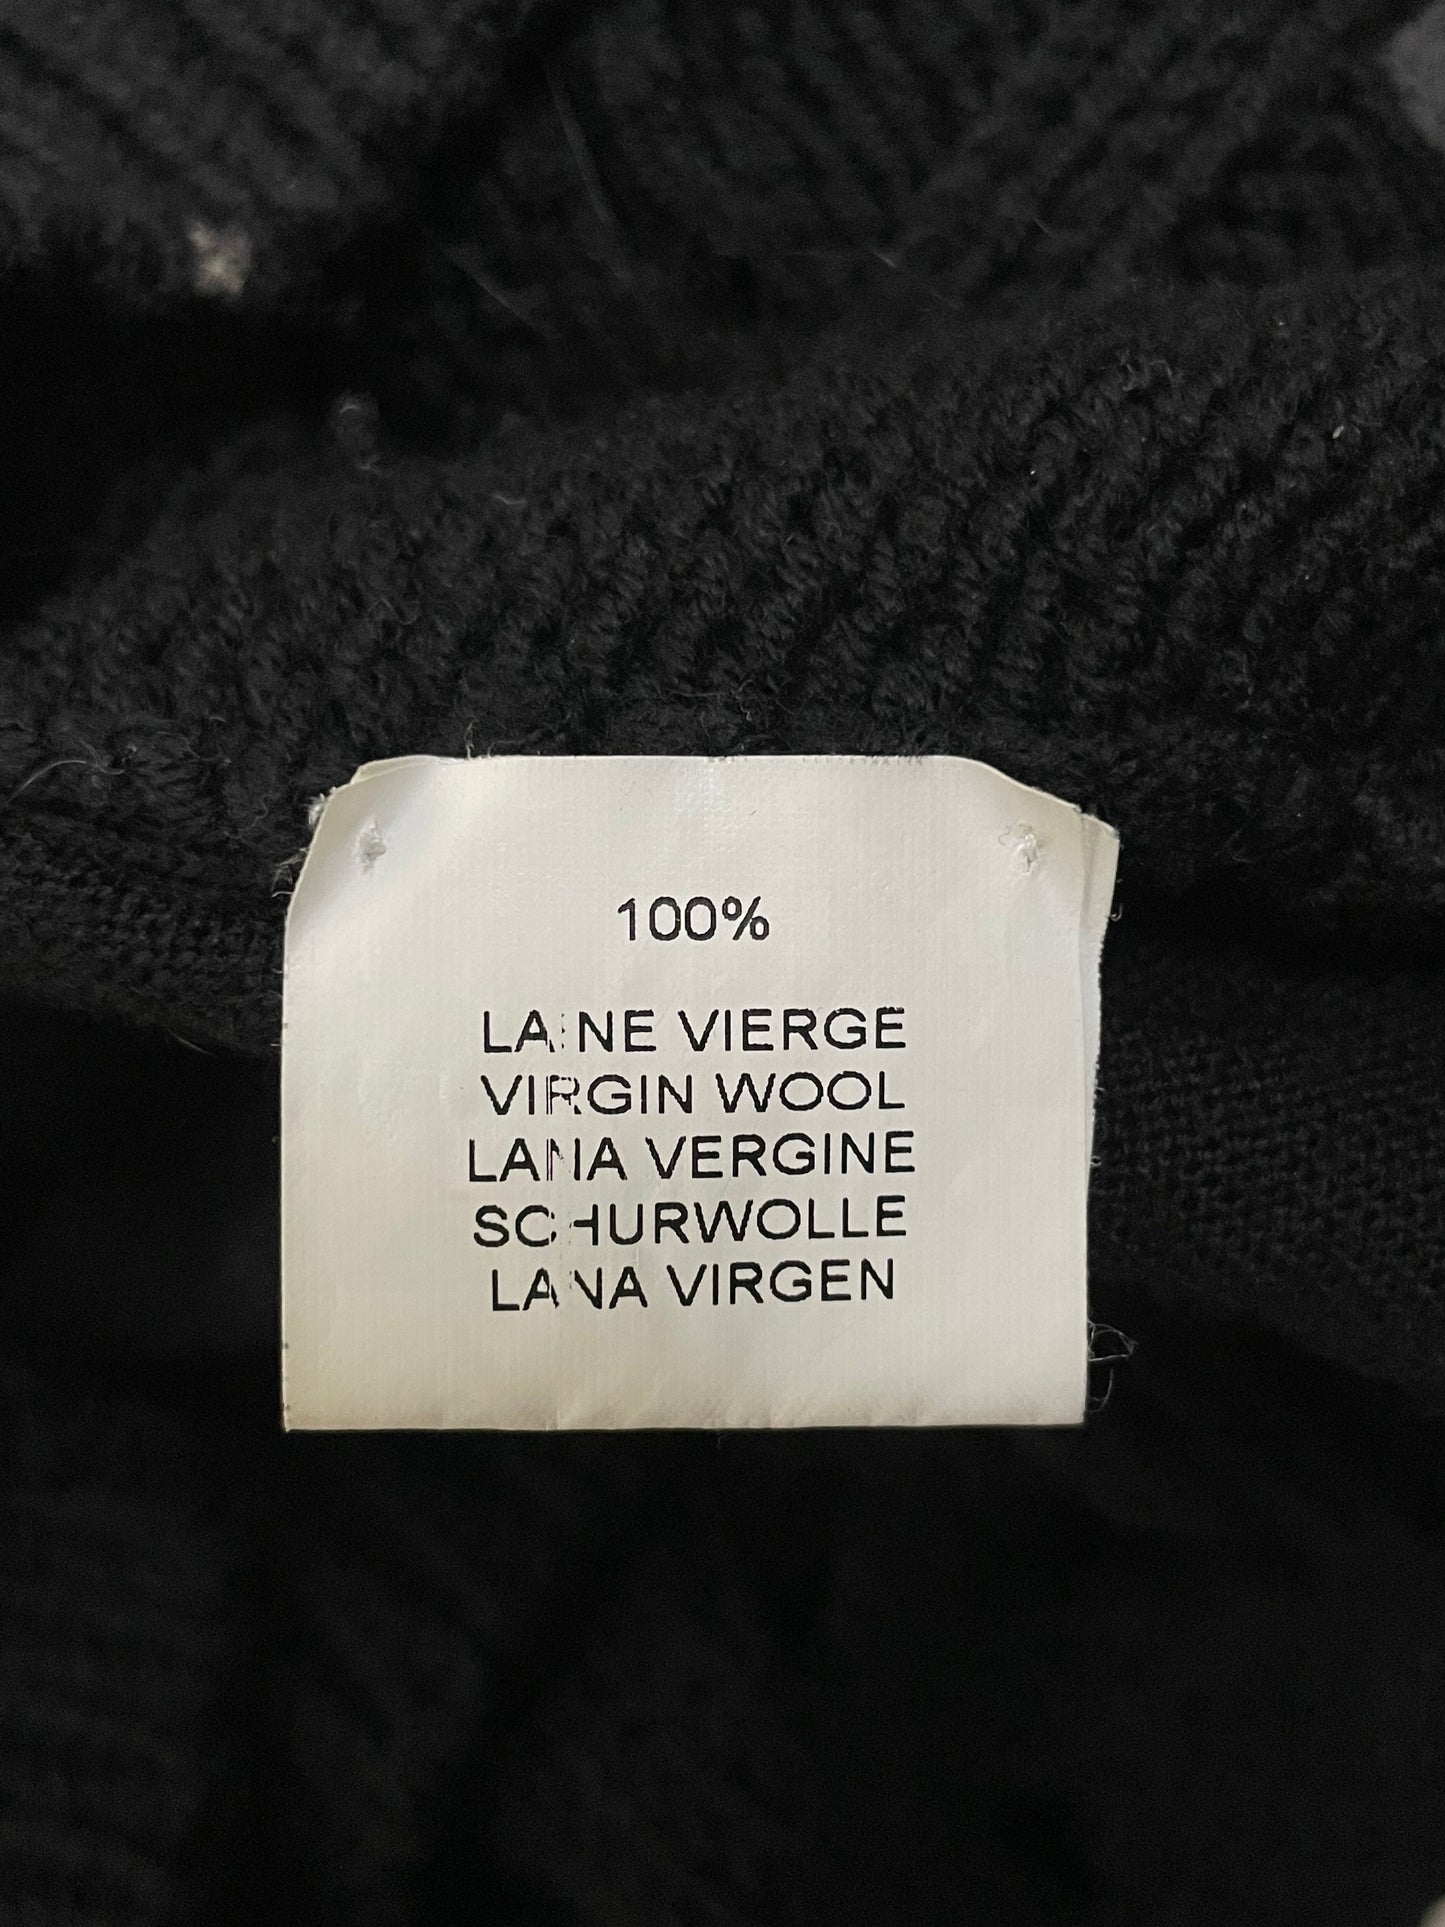 100%
LAINE VIERGE
VIRGIN WOOL
LANA VERGINE
SCHURWOLLE
LANA VIRGEN